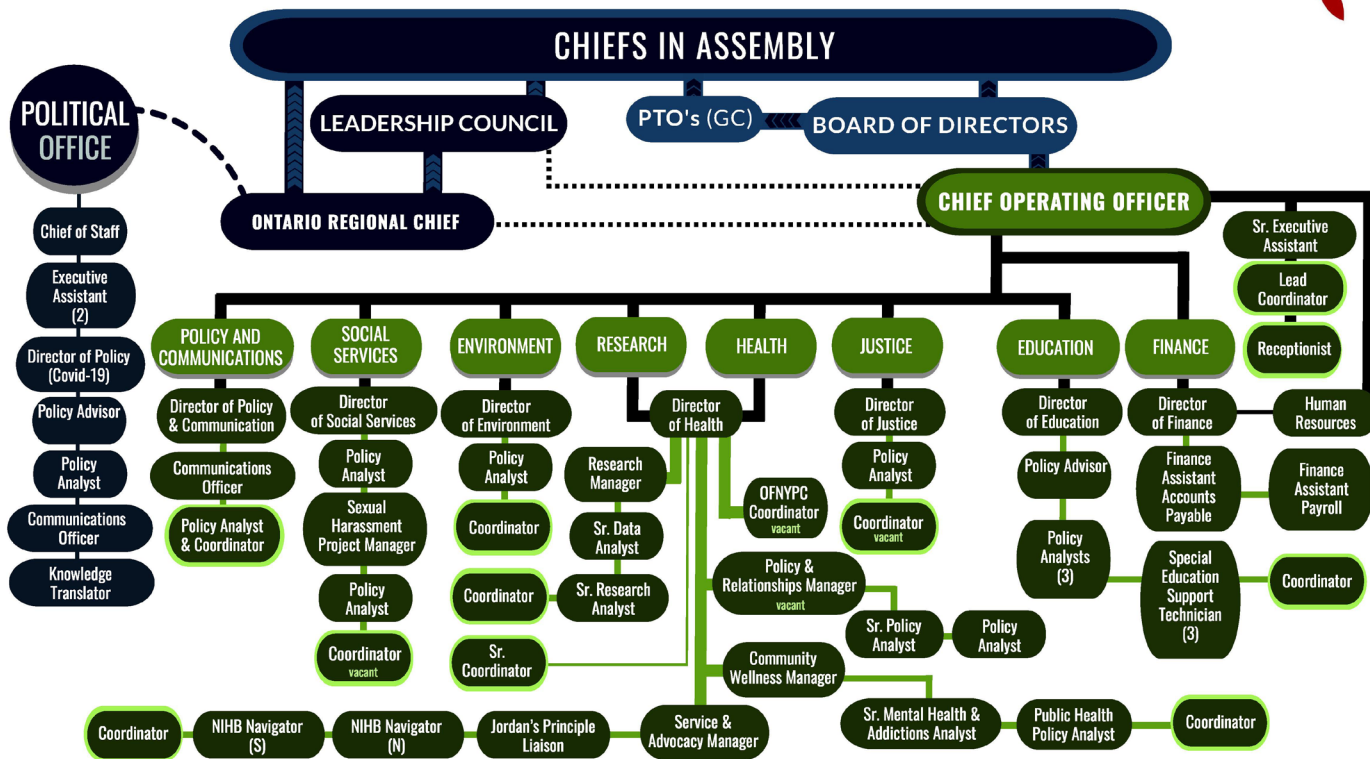 CHIEFS IN ASSEMBLY
POLITICAL
OFFICE
LEADERSHIP COUNCIL
PTO's (GC)
BOARD OF DIRECTORS
ONTARIO REGIONAL CHIEF
CHIEF OPERATING OFFICER
Chief of Staff
Executive
Assistant
(2)
Director of Policy
(Covid-19)
Policy Advisor
Policy
Analyst
Communications
Officer
Knowledge
Translator
Sr. Executive
Assistant
Lead
Coordinator
Receptionist
POLICY AND
COMMUNICATIONS
Director of Policy
& Communication
Communications
Officer
Policy Analyst
& Coordinator
SOCIAL
SERVICES
Director
of Social Services
Policy
Analyst
Sexual
Harassment
Project Manager
Policy
Analyst
Coordinator
vacant
ENVIRONMENT
Director
of Environment
Policy
Analyst
Coordinator
RESEARCH
HEALTH
Director
of Health
Research
Manager
Sr. Data
Analyst
Sr. Research
Analyst
Coordinator
Sr.
Coordinator
OFNYPC
Coordinator
vacant
Policy &
Relationships Manager
vacant
Sr. Policy
Analyst
Policy
Analyst
Community
Wellness Manager
Sr. Mental Health &
Addictions Analyst
Public Health
Policy Analyst
Coordinator
Service &
Advocacy Manager
Jordan's Principle
Liaison
NIHB Navigator
(N)
NIHB Navigator
(S)
Coordinator
JUSTICE
Director
of Justice
Policy
Analyst
Coordinator
vacant
EDUCATION
Director
of Education
Policy Advisor
Policy
Analysts
(3)
Special
Education
Support
Technician
(3)
Coordinator
FINANCE
Director
of Finance
Human
Resources
Finance
Assistant
Accounts
Payable
Finance
Assistant
Payroll